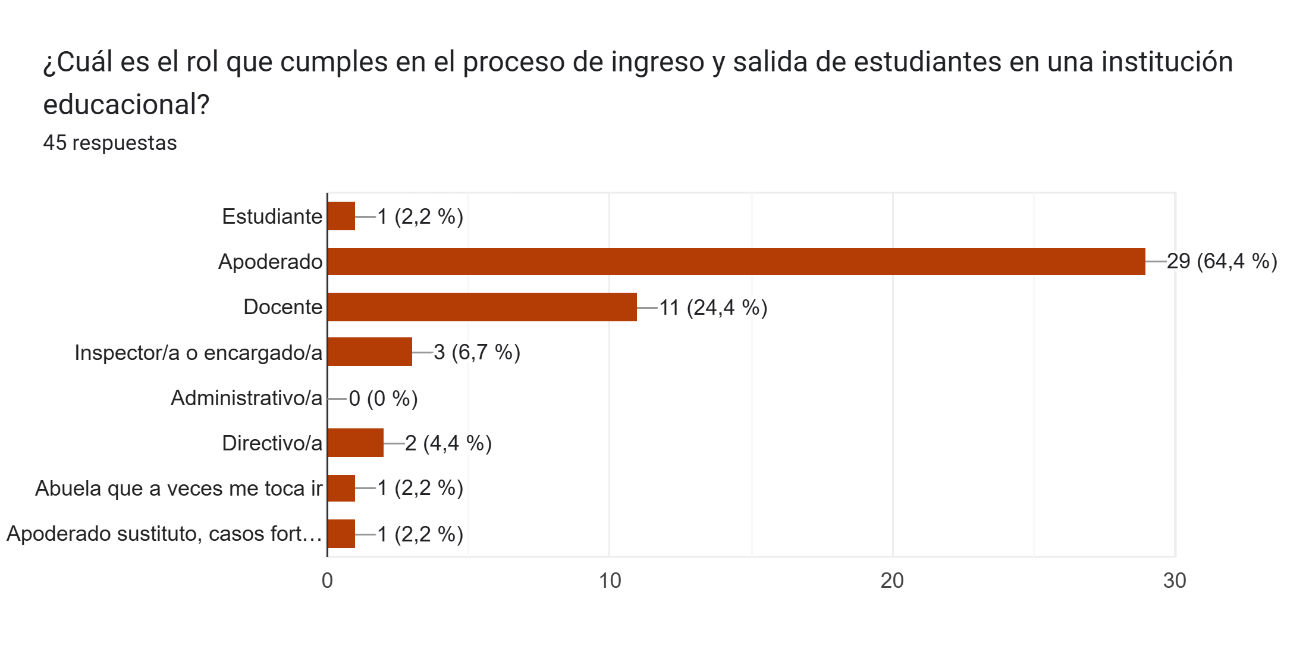 ¿Cuál es el rol que cumples en el proceso de ingreso y salida de estudiantes en una institución
educacional?
45 respuestas
Estudiante 1 (2,2 %)
Apoderado 29 (64,4 %)
Docente 11 (24,4 %)
Inspector/a o encargado/a 3 (6,7 %)
Administrativo/a 0 (0 %)
Directivo/a 2 (4,4 %)
Abuela que a veces me toca ir 1 (2,2 %)
Apoderado sustituto, casos fort… 1 (2,2 %)
0 10 20 30